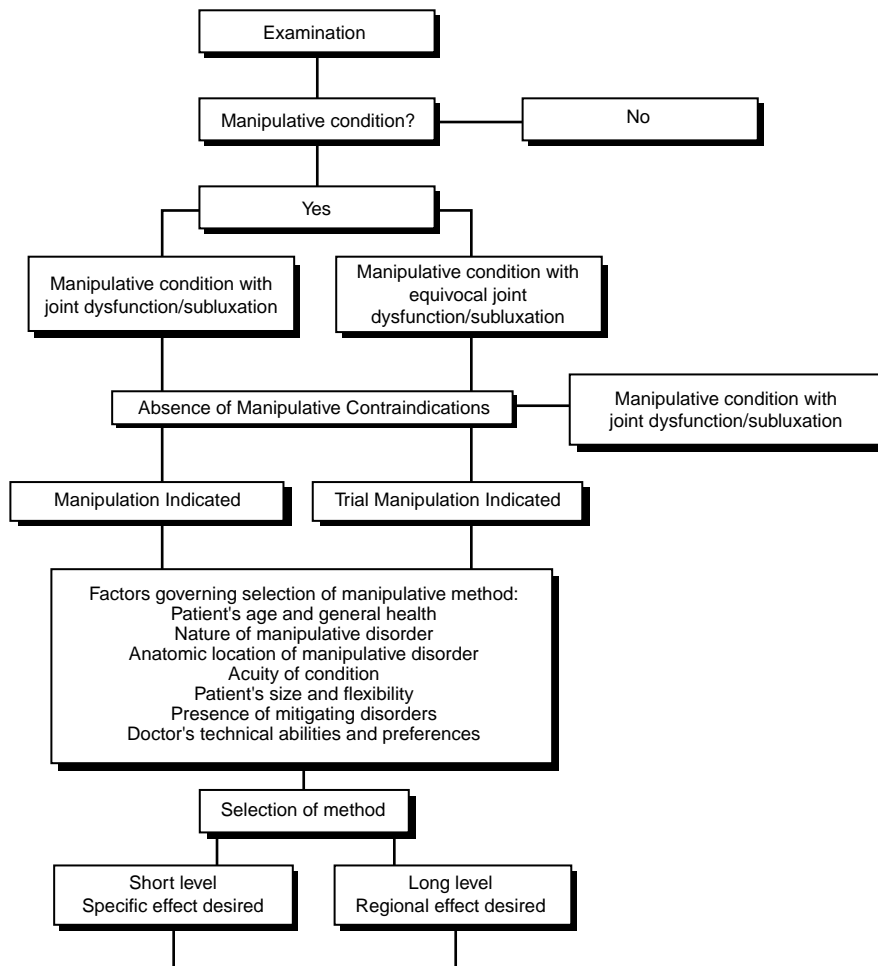 Examination
Manipulative condition?
No
Yes
Manipulative condition with
joint dysfunction/subluxation
Manipulative condition with
equivocal joint
dysfunction/subluxation
Absence of Manipulative Contraindications
Manipulative condition with
joint dysfunction/subluxation
Manipulation Indicated
Trial Manipulation Indicated
Factors governing selection of manipulative method:
Patient's age and general health
Nature of manipulative disorder
Anatomic location of manipulative disorder
Acuity of condition
Patient's size and flexibility
Presence of mitigating disorders
Doctor's technical abilities and preferences
Selection of method
Short level
Specific effect desired
Long level
Regional effect desired